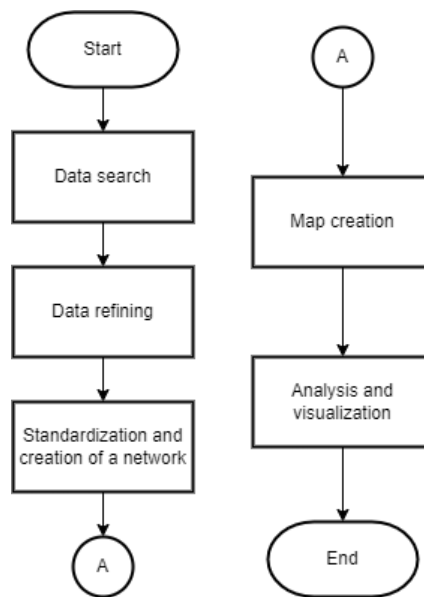 Start
Data search
Data refining
Standardization and
creation of a network
A
A
Map creation
Analysis and
visualization
End